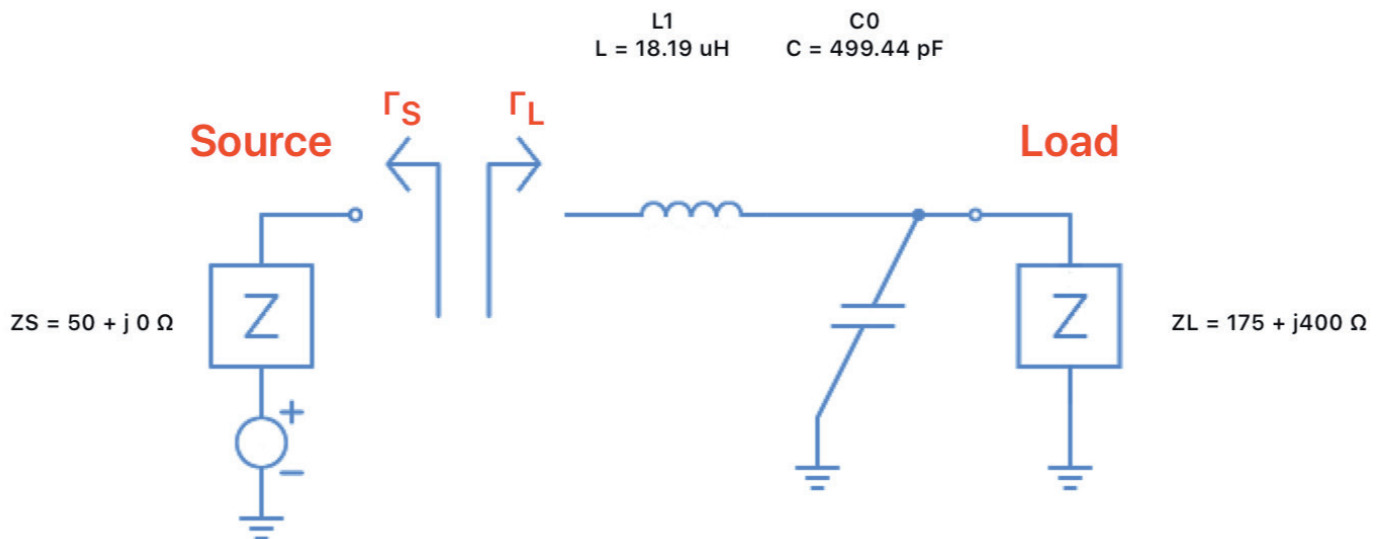 L1
L = 18.19 uH
C0
C = 499.44 pF
ΓS
ΓL
Source
Load
ZS = 50 + j 0 Ω
Z
+
−
Z
ZL = 175 + j400 Ω